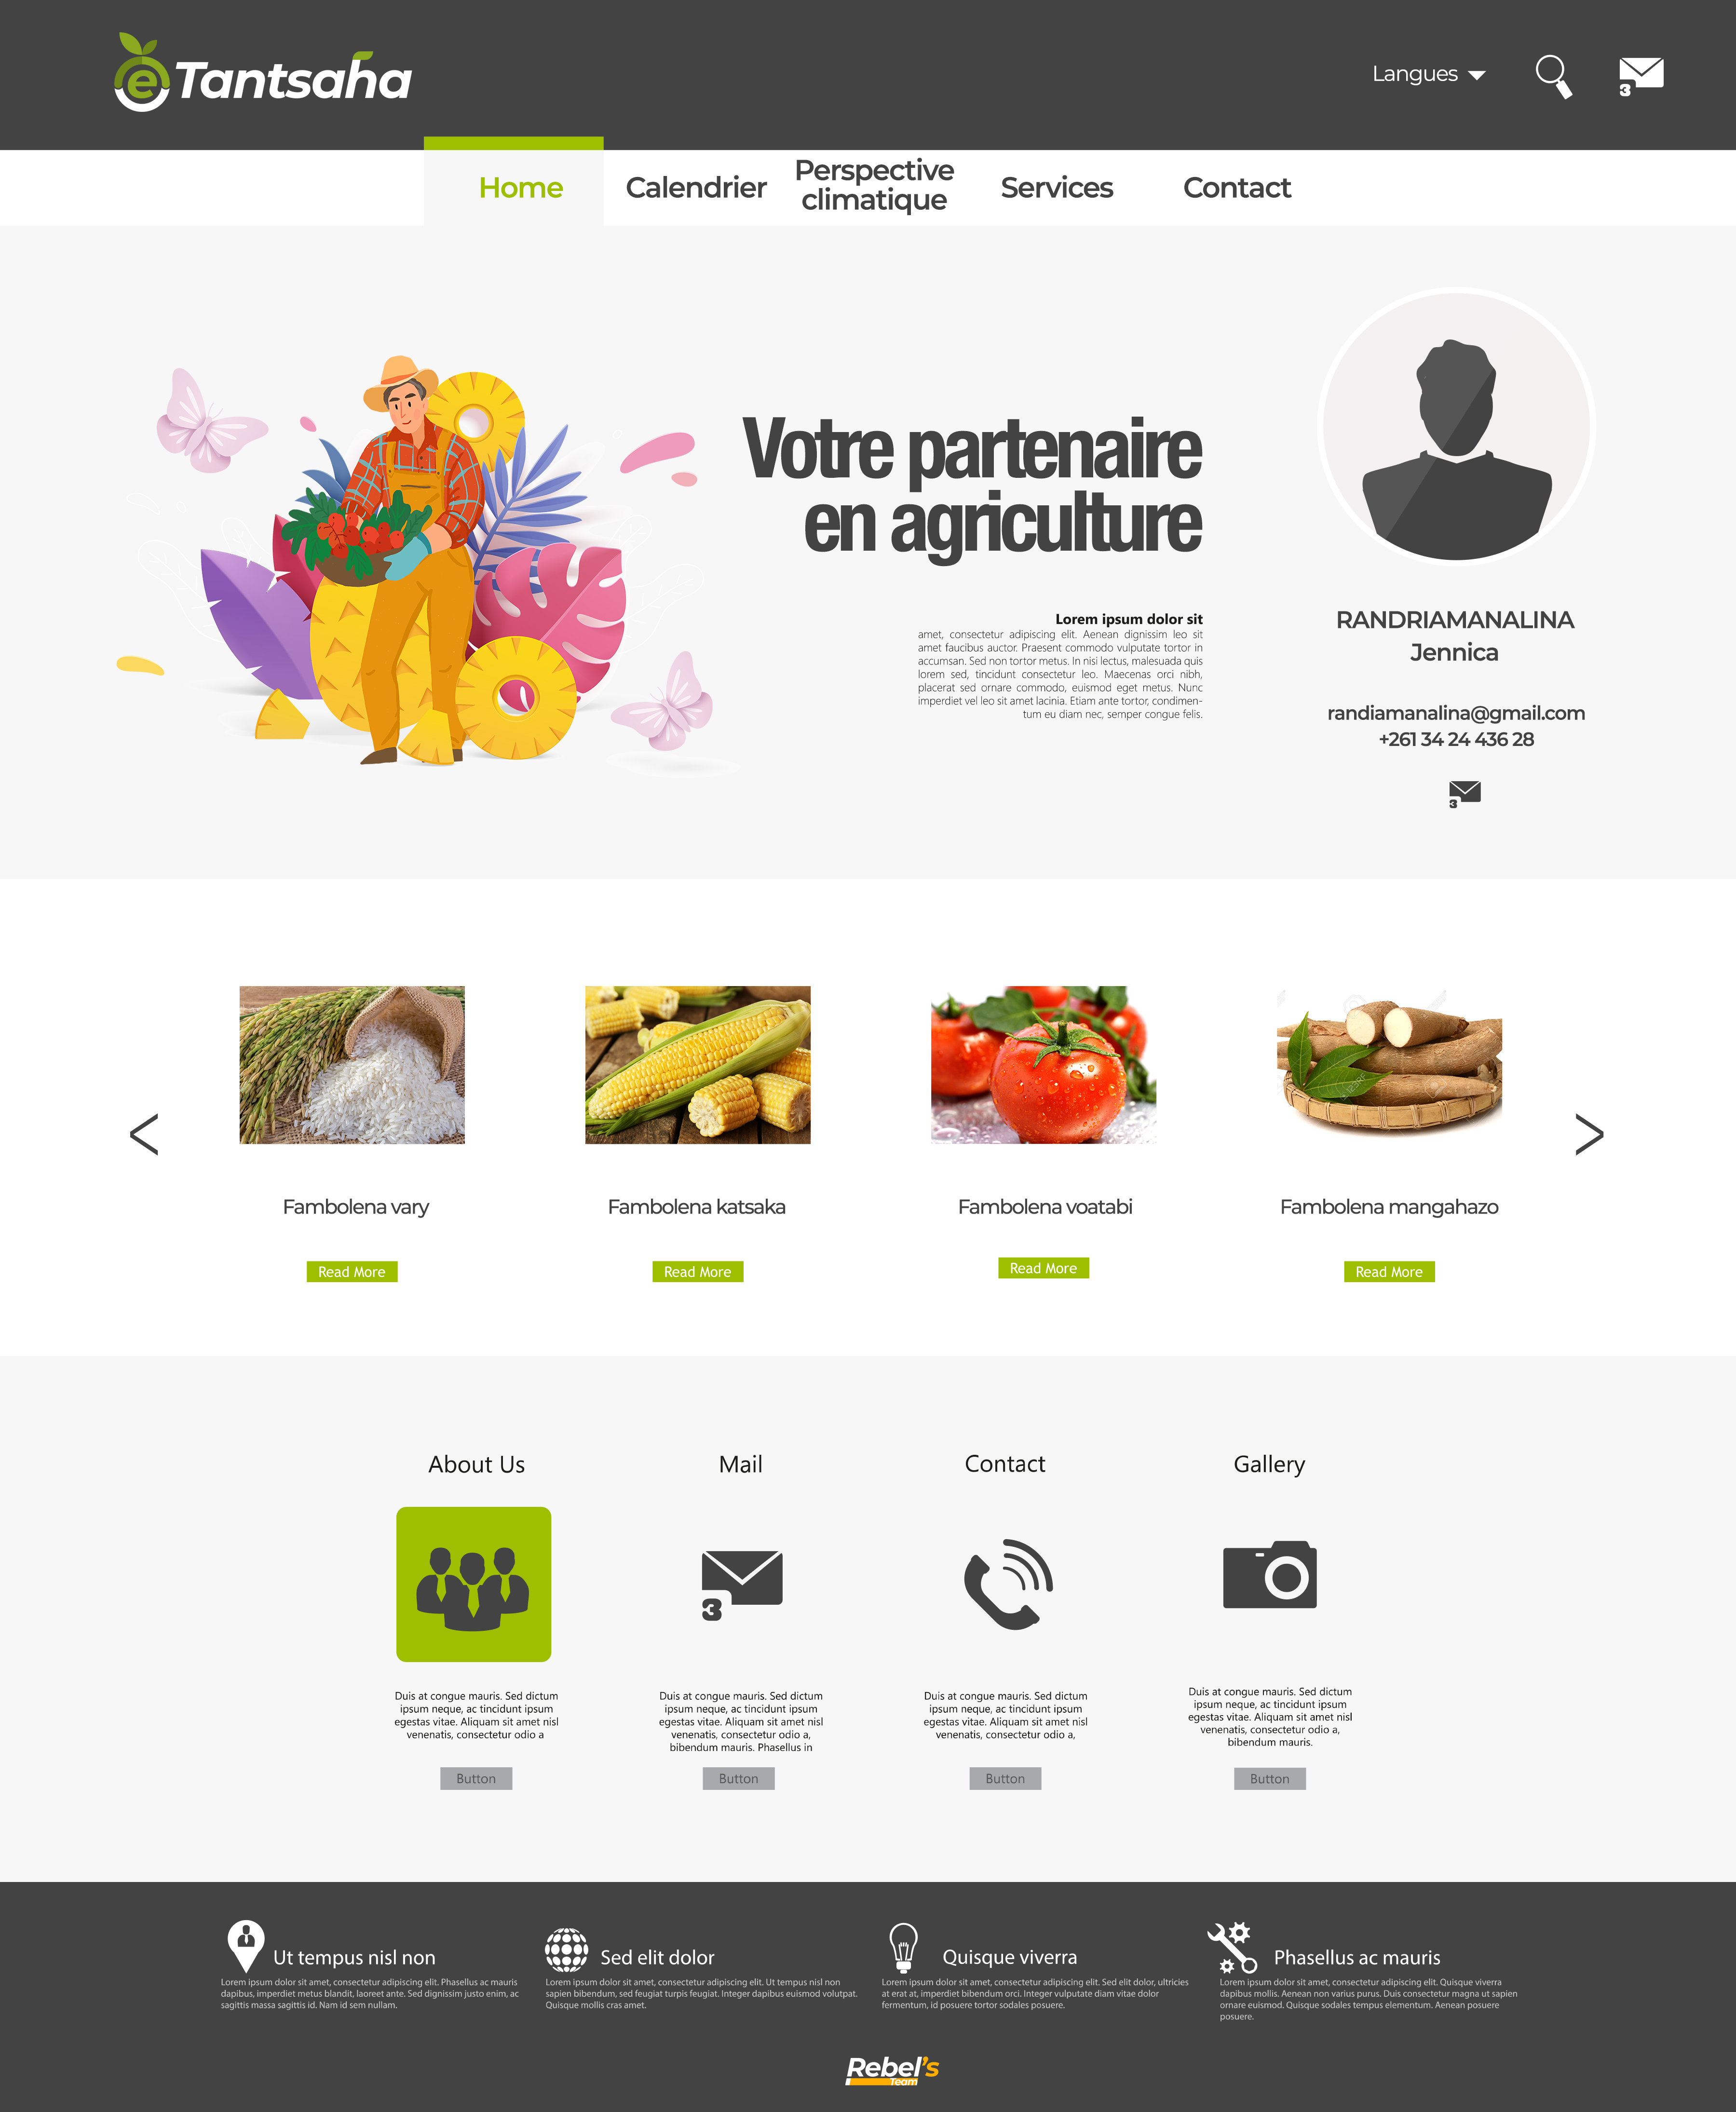 e Tantsaha
Langues
3
Home
Calendrier
Perspective
climatique
Services
Contact
Votre partenaire
en agriculture
Lorem ipsum dolor sit
amet, consectetur adipiscing elit. Aenean dignissim leo sit
amet faucibus auctor. Praesent commodo vulputate tortor in
accumsan. Sed non tortor metus. In nisi lectus, malesuada quis
lorem sed, tincidunt consectetur leo. Maecenas orci nibh,
placerat sed ornare commodo, euismod eget metus. Nunc
imperdiet vel leo sit amet lacinia. Etiam ante tortor, condimen-
tum eu diam nec, semper congue felis.
RANDRIAMANALINA
Jennica
randiamanalina@gmail.com
+261 34 24 436 28
3
Fambolena vary
Read More
Fambolena katsaka
Read More
Fambolena voatabi
Read More
Fambolena mangahazo
Read More
About Us
Duis at congue mauris. Sed dictum
ipsum neque, ac tincidunt ipsum
egestas vitae. Aliquam sit amet nisl
venenatis, consectetur odio a
Button
Mail
3
Duis at congue mauris. Sed dictum
ipsum neque, ac tincidunt ipsum
egestas vitae. Aliquam sit amet nisl
venenatis, consectetur odio a,
bibendum mauris. Phasellus in
Button
Contact
Duis at congue mauris. Sed dictum
ipsum neque, ac tincidunt ipsum
egestas vitae. Aliquam sit amet nisl
venenatis, consectetur odio a,
Button
Gallery
Duis at congue mauris. Sed dictum
ipsum neque, ac tincidunt ipsum
egestas vitae. Aliquam sit amet nisl
venenatis, consectetur odio a,
bibendum mauris.
Button
Ut tempus nisl non
Lorem ipsum dolor sit amet, consectetur adipiscing elit. Phasellus ac mauris
dapibus, imperdiet metus blandit, laoreet ante. Sed dignissim justo enim, ac
sagittis massa sagittis id. Nam id sem nullam.
Sed elit dolor
Lorem ipsum dolor sit amet, consectetur adipiscing elit. Ut tempus nisl non
sapien bibendum, sed feugiat turpis feugiat. Integer dapibus euismod volutpat.
Quisque mollis cras amet.
Quisque viverra
Lorem ipsum dolor sit amet, consectetur adipiscing elit. Sed elit dolor, ultricies
at erat at, imperdiet bibendum orci. Integer vulputate diam vitae dolor
fermentum, id posuere tortor sodales posuere.
Phasellus ac mauris
Lorem ipsum dolor sit amet, consectetur adipiscing elit. Quisque viverra
dapibus mollis. Aenean non varius purus. Duis consectetur magna ut sapien
ornare euismod. Quisque sodales tempus elementum. Aenean posuere
posuere.
Rebel's
Team